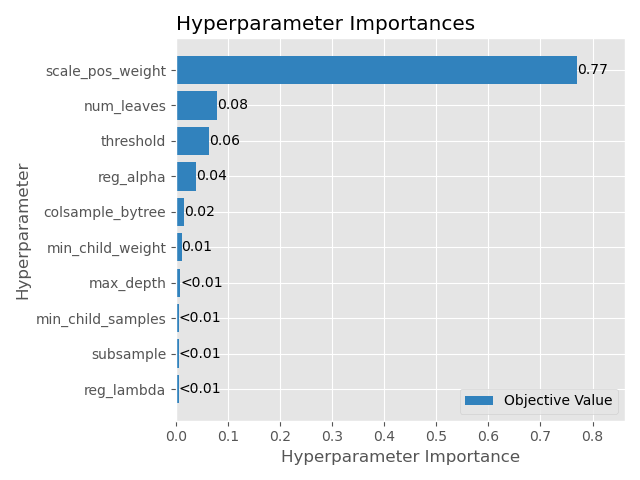 Hyperparameter Importances
scale_pos_weight 0.77
num_leaves 0.08
threshold 0.06
reg_alpha 0.04
colsample_bytree 0.02
min_child_weight 0.01
max_depth <0.01
min_child_samples <0.01
subsample <0.01
reg_lambda <0.01
Hyperparameter
Objective Value
0.0 0.1 0.2 0.3 0.4 0.5 0.6 0.7 0.8
Hyperparameter Importance